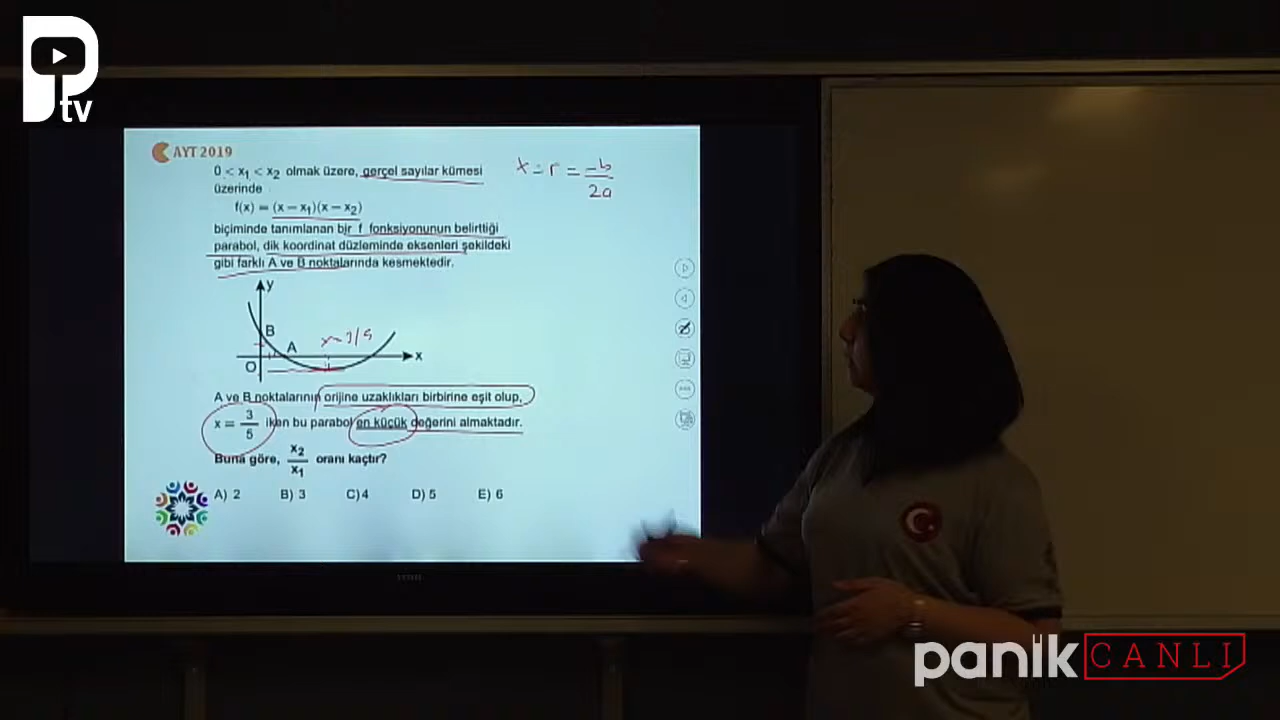 tv
AYT 2019
0 < x₁ < x₂ olmak üzere, gerçel sayılar kümesi
üzerinde
f(x) = (x – x₁)(x – x₂)
biçiminde tanımlanan bir f fonksiyonunun belirttiği
parabol, dik koordinat düzleminde eksenleri şekildeki
gibi farklı A ve B noktalarında kesmektedir.
x = r = -b/2a
y
B
A
x = 3/5
O
x
A ve B noktalarının orijine uzaklıkları birbirine eşit olup,
x = 3/5 iken bu parabol en küçük değerini almaktadır.
Buna göre, x₂/x₁ oranı kaçtır?
A) 2 B) 3 C) 4 D) 5 E) 6
panik CANLI